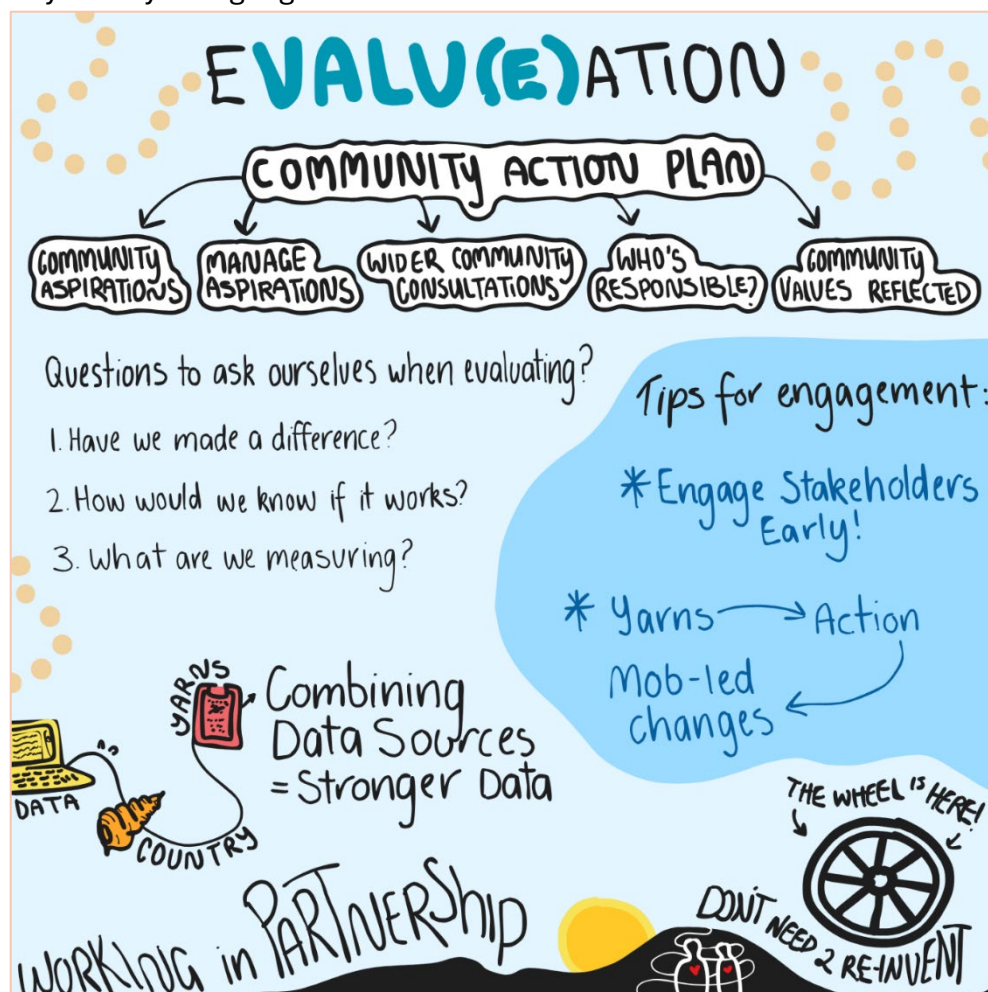 EVALU(E)ATION
COMMUNITY ACTION PLAN
COMMUNITY
ASPIRATIONS
MANAGE
ASPIRATIONS
WIDER COMMUNITY
CONSULTATIONS
WHO'S
RESPONSIBLE?
COMMUNITY
VALUES REFLECTED
Questions to ask ourselves when evaluating?
1. Have we made a difference?
2. How would we know if it works?
3. What are we measuring?
Tips for engagement:
* Engage Stakeholders
Early!
* Yarns → Action
Mob-led
changes
DATA
COUNTRY
YARNS
Combining
Data Sources
= Stronger Data
WORKING in PARTNERShip
THE WHEEL IS HERE!
DON'T
NEED 2 RE-INVENT